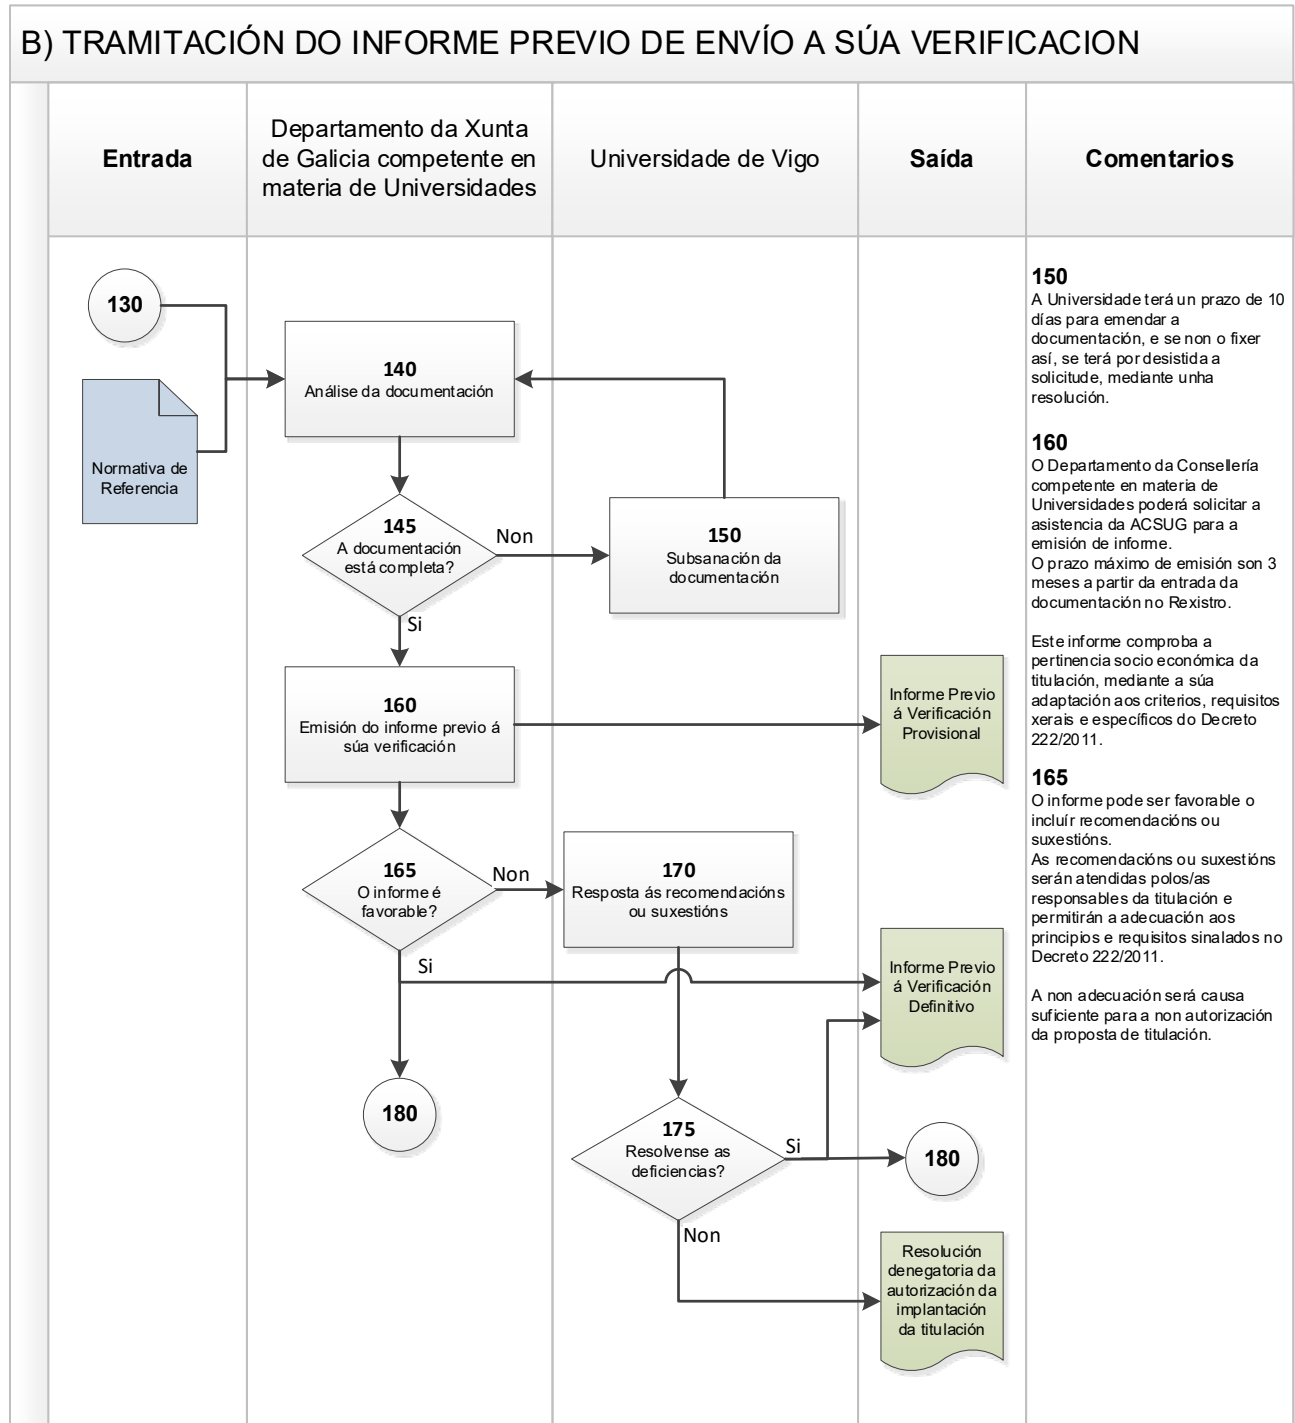 B) TRAMITACIÓN DO INFORME PREVIO DE ENVÍO A SÚA VERIFICACION
Entrada
Departamento da Xunta
de Galicia competente en
materia de Universidades
Universidade de Vigo
Saída
Comentarios
130
Normativa de
Referencia
140
Análise da documentación
145
A documentación
está completa?
Non
150
Subsanación da
documentación
Si
160
Emisión do informe previo á
súa verificación
Informe Previo
á Verificación
Provisional
165
O informe é
favorable?
Non
170
Resposta ás recomendacións
ou suxestións
Si
Informe Previo
á Verificación
Definitivo
180
175
Resolvense as
deficiencias?
Si
180
Non
Resolución
denegatoria da
autorización da
implantación
da titulación
150
A Universidade terá un prazo de 10
días para emendar a
documentación, e se non o fixer
así, se terá por desistida a
solicitude, mediante unha
resolución.
160
O Departamento da Consellería
competente en materia de
Universidades poderá solicitar a
asistencia da ACSUG para a
emisión de informe.
O prazo máximo de emisión son 3
meses a partir da entrada da
documentación no Rexistro.
Este informe comproba a
pertinencia socio económica da
titulación, mediante a súa
adaptación aos criterios, requisitos
xerais e específicos do Decreto
222/2011.
165
O informe pode ser favorable o
incluír recomendacións ou
suxestións.
As recomendacións ou suxestións
serán atendidas polos/as
responsables da titulación e
permitirán a adecuación aos
principios e requisitos sinalados no
Decreto 222/2011.
A non adecuación será causa
suficiente para a non autorización
da proposta de titulación.